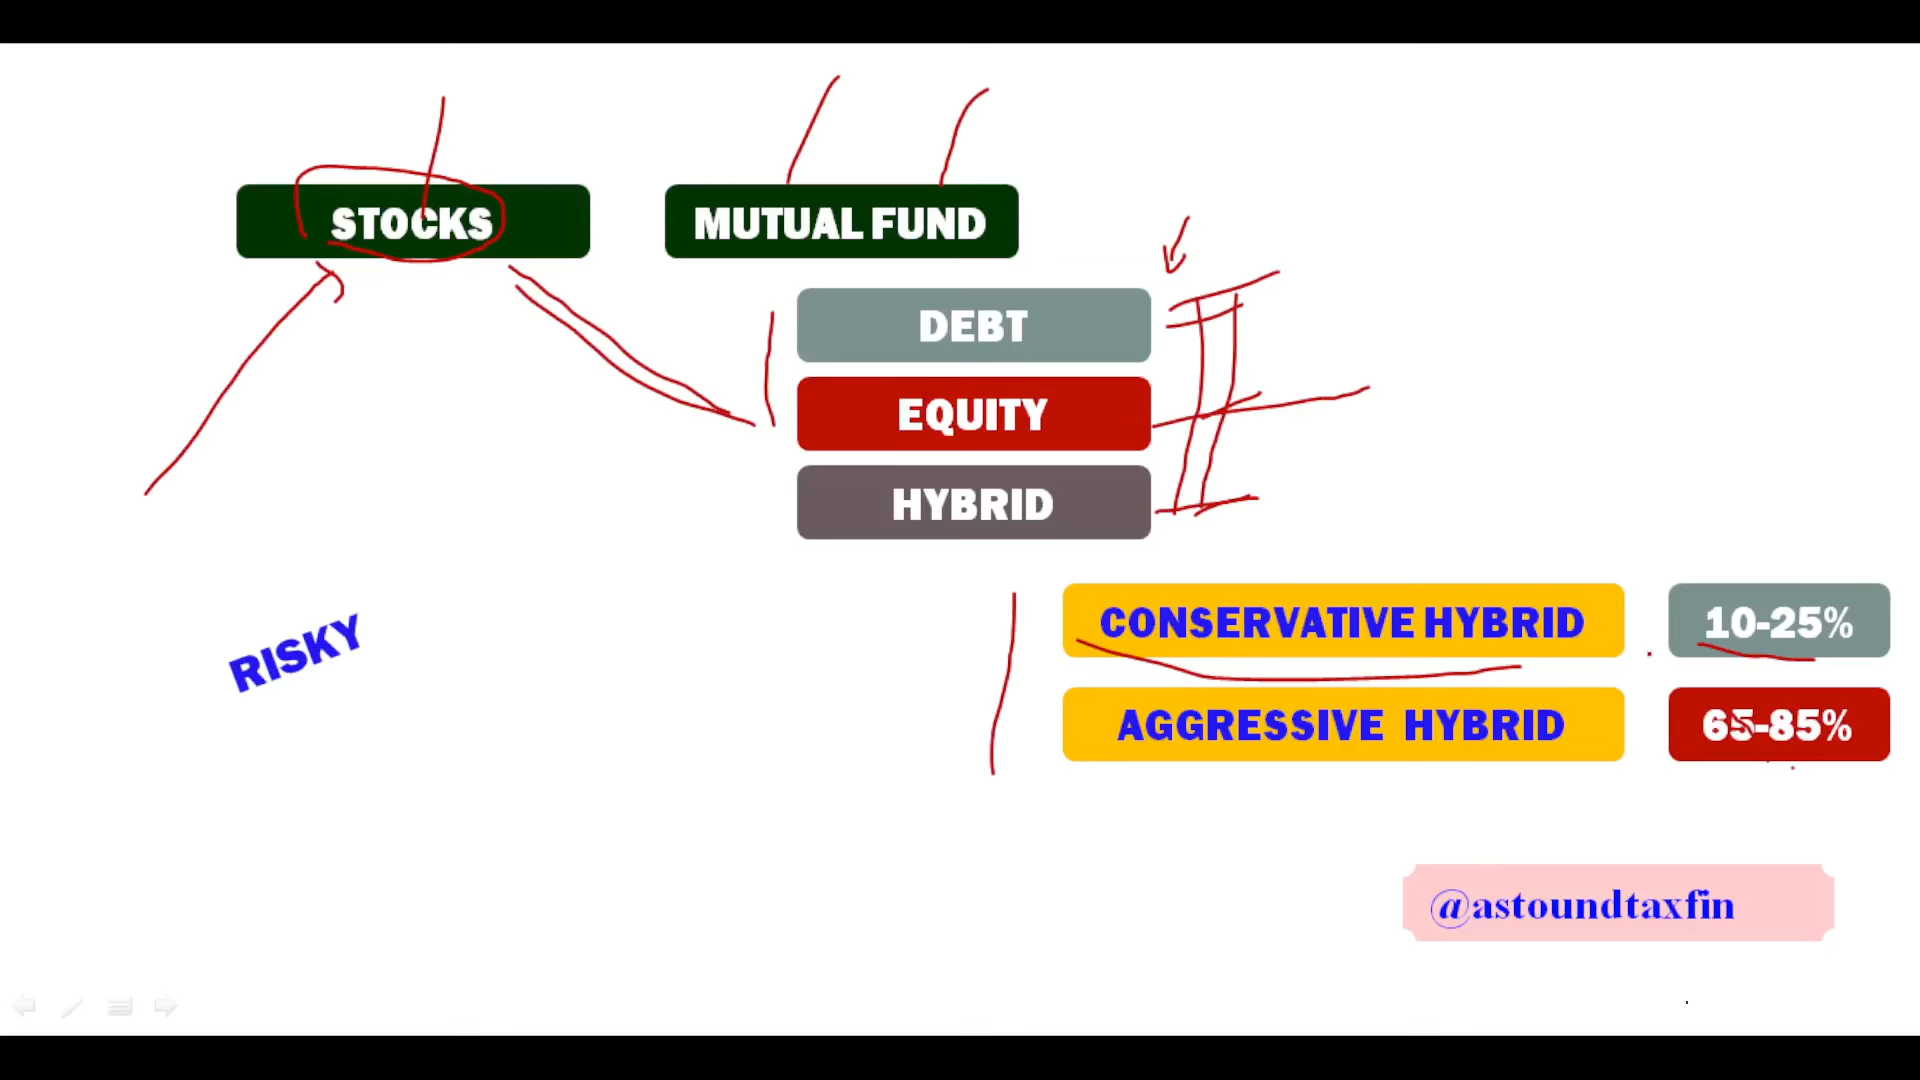 STOCKS
MUTUAL FUND
DEBT
EQUITY
HYBRID
RISKY
CONSERVATIVE HYBRID
10-25%
AGGRESSIVE HYBRID
65-85%
@astoundtaxfin